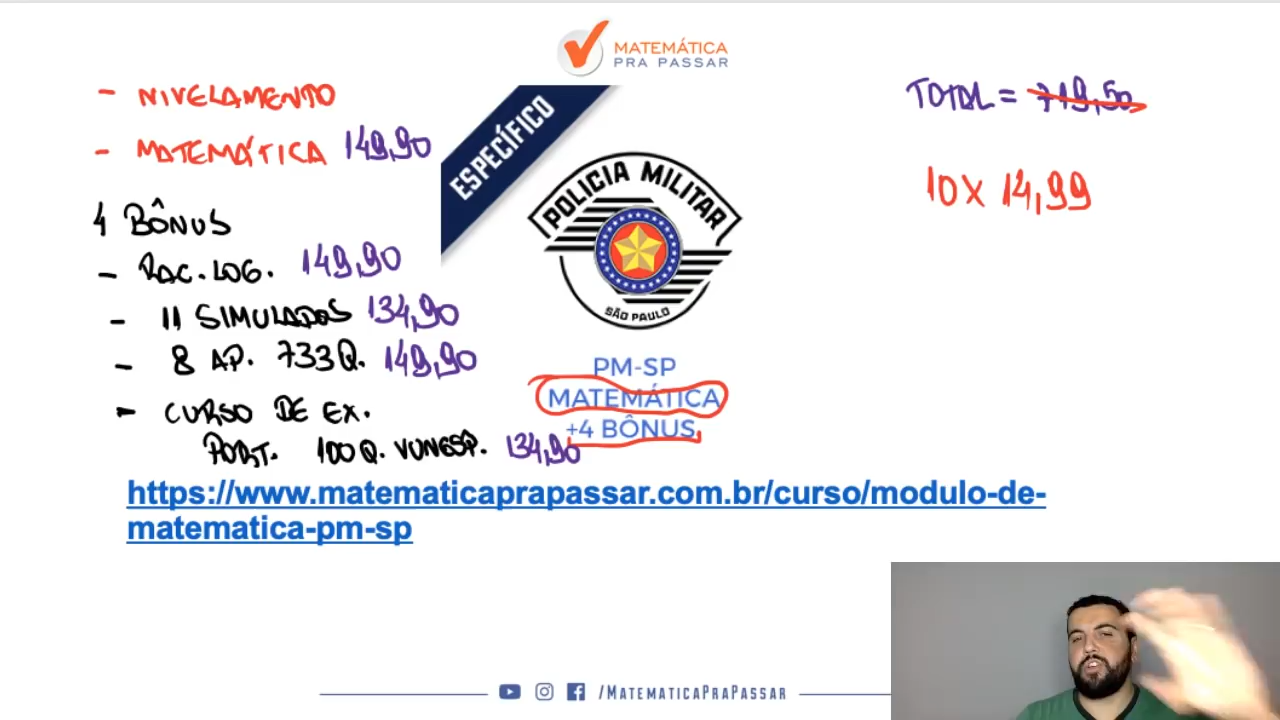 MATEMÁTICA
PRA PASSAR
- NIVELAMENTO
- MATEMÁTICA 149,90
4 BÔNUS
- RAC. LOG. 149,90
- 11 SIMULADOS 134,90
- 8 AP. 733Q. 149,90
- CURSO DE EX.
PORT. 100Q. VUNESP. 134,90
ESPECÍFICO
POLICIA MILITAR
SÃO PAULO
PM-SP
MATEMÁTICA
+4 BÔNUS
TOTAL = 719,50
10 X 14,99
https://www.matematicaprapassar.com.br/curso/modulo-de-
matematica-pm-sp
/MATEMATICAPRAPASSAR